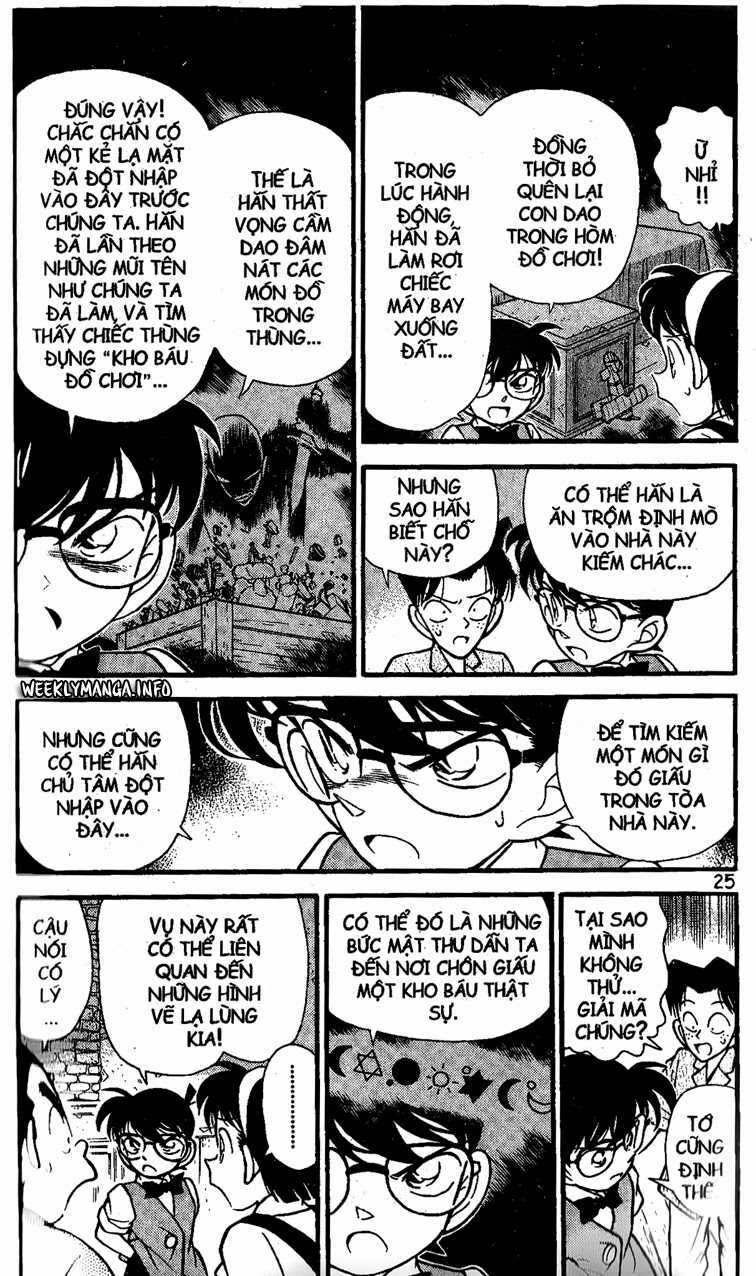 ĐÚNG VẬY!
CHẮC CHẮN CÓ
MỘT KẺ LẠ MẶT
ĐÃ ĐỘT NHẬP
VÀO ĐÂY TRƯỚC
CHÚNG TA. HẮN
ĐÃ LẦN THEO
NHỮNG MŨI TÊN
NHƯ CHÚNG TA
ĐÃ LÀM, VÀ TÌM
THẤY CHIẾC THÙNG
ĐỰNG “KHO BÁU
ĐỒ CHƠI”...
THẾ LÀ
HẮN THẤT
VỌNG CẦM
DAO ĐÂM
NÁT CÁC
MÓN ĐỒ
TRONG
THÙNG...
TRONG
LÚC HÀNH
ĐỘNG,
HẮN ĐÃ
LÀM RƠI
CHIẾC
MÁY BAY
XUỐNG
ĐẤT...
ĐỒNG
THỜI BỎ
QUÊN LẠI
CON DAO
TRONG HÒM
ĐỒ CHƠI!
Ừ
NHỈ
!!
NHƯNG
SAO HẮN
BIẾT CHỖ
NÀY?
CÓ THỂ HẮN LÀ
ĂN TRỘM ĐỊNH MÒ
VÀO NHÀ NÀY
KIẾM CHÁC...
WEEKLYMANGA.INFO
NHƯNG CŨNG
CÓ THỂ HẮN
CHỦ TÂM ĐỘT
NHẬP VÀO
ĐÂY...
ĐỂ TÌM KIẾM
MỘT MÓN GÌ
ĐÓ GIẤU
TRONG TÒA
NHÀ NÀY.
25
CẬU
NÓI
CÓ
LÝ
...
VỤ NÀY RẤT
CÓ THỂ LIÊN
QUAN ĐẾN
NHỮNG HÌNH
VẼ LẠ LÙNG
KIA!
..........
CÓ THỂ ĐÓ LÀ NHỮNG
BỨC MẬT THƯ DẪN TA
ĐẾN NƠI CHÔN GIẤU
MỘT KHO BÁU THẬT
SỰ.
TẠI SAO
MÌNH
KHÔNG
THỬ...
GIẢI MÃ
CHÚNG?
TỚ
CŨNG
ĐỊNH
THẾ